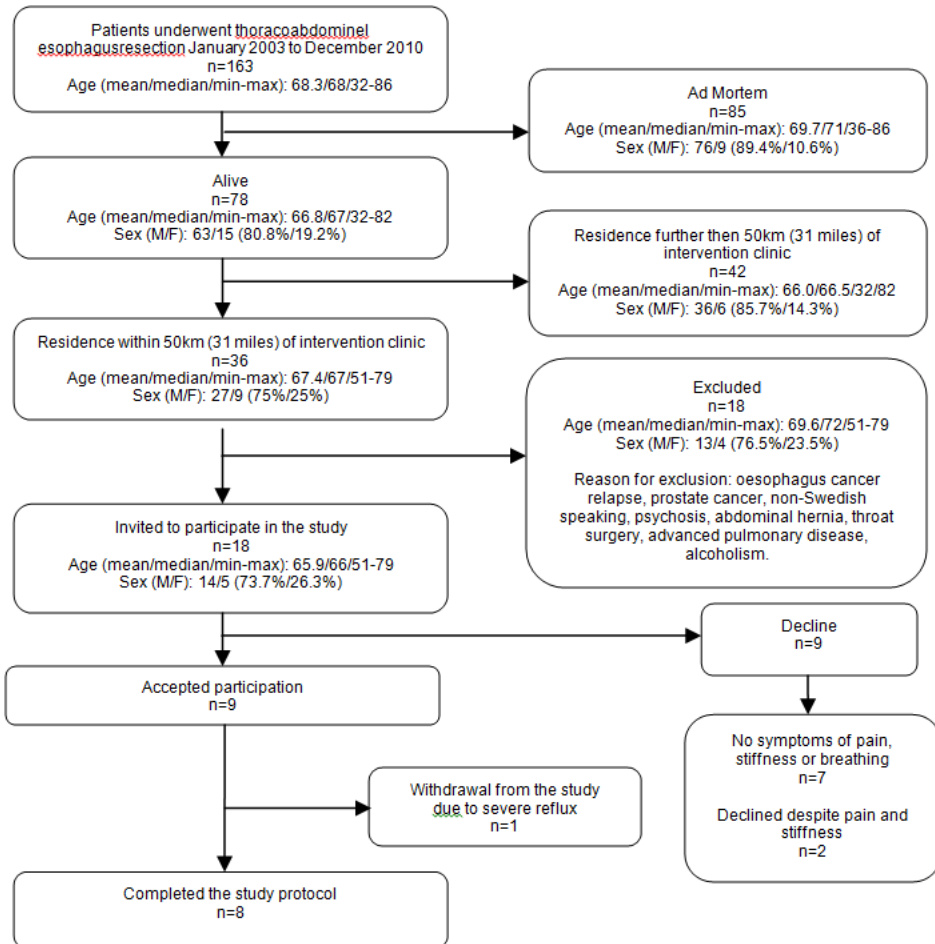 Patients underwent thoracoabdominel
esophagusresection January 2003 to December 2010
n=163
Age (mean/median/min-max): 68.3/68/32-86
Ad Mortem
n=85
Age (mean/median/min-max): 69.7/71/36-86
Sex (M/F): 76/9 (89.4%/10.6%)
Alive
n=78
Age (mean/median/min-max): 66.8/67/32-82
Sex (M/F): 63/15 (80.8%/19.2%)
Residence further then 50km (31 miles) of
intervention clinic
n=42
Age (mean/median/min-max): 66.0/66.5/32/82
Sex (M/F): 36/6 (85.7%/14.3%)
Residence within 50km (31 miles) of intervention clinic
n=36
Age (mean/median/min-max): 67.4/67/51-79
Sex (M/F): 27/9 (75%/25%)
Excluded
n=18
Age (mean/median/min-max): 69.6/72/51-79
Sex (M/F): 13/4 (76.5%/23.5%)
Reason for exclusion: oesophagus cancer
relapse, prostate cancer, non-Swedish
speaking, psychosis, abdominal hernia, throat
surgery, advanced pulmonary disease,
alcoholism.
Invited to participate in the study
n=18
Age (mean/median/min-max): 65.9/66/51-79
Sex (M/F): 14/5 (73.7%/26.3%)
Decline
n=9
Accepted participation
n=9
No symptoms of pain,
stiffness or breathing
n=7
Declined despite pain and
stiffness
n=2
Withdrawal from the study
due to severe reflux
n=1
Completed the study protocol
n=8